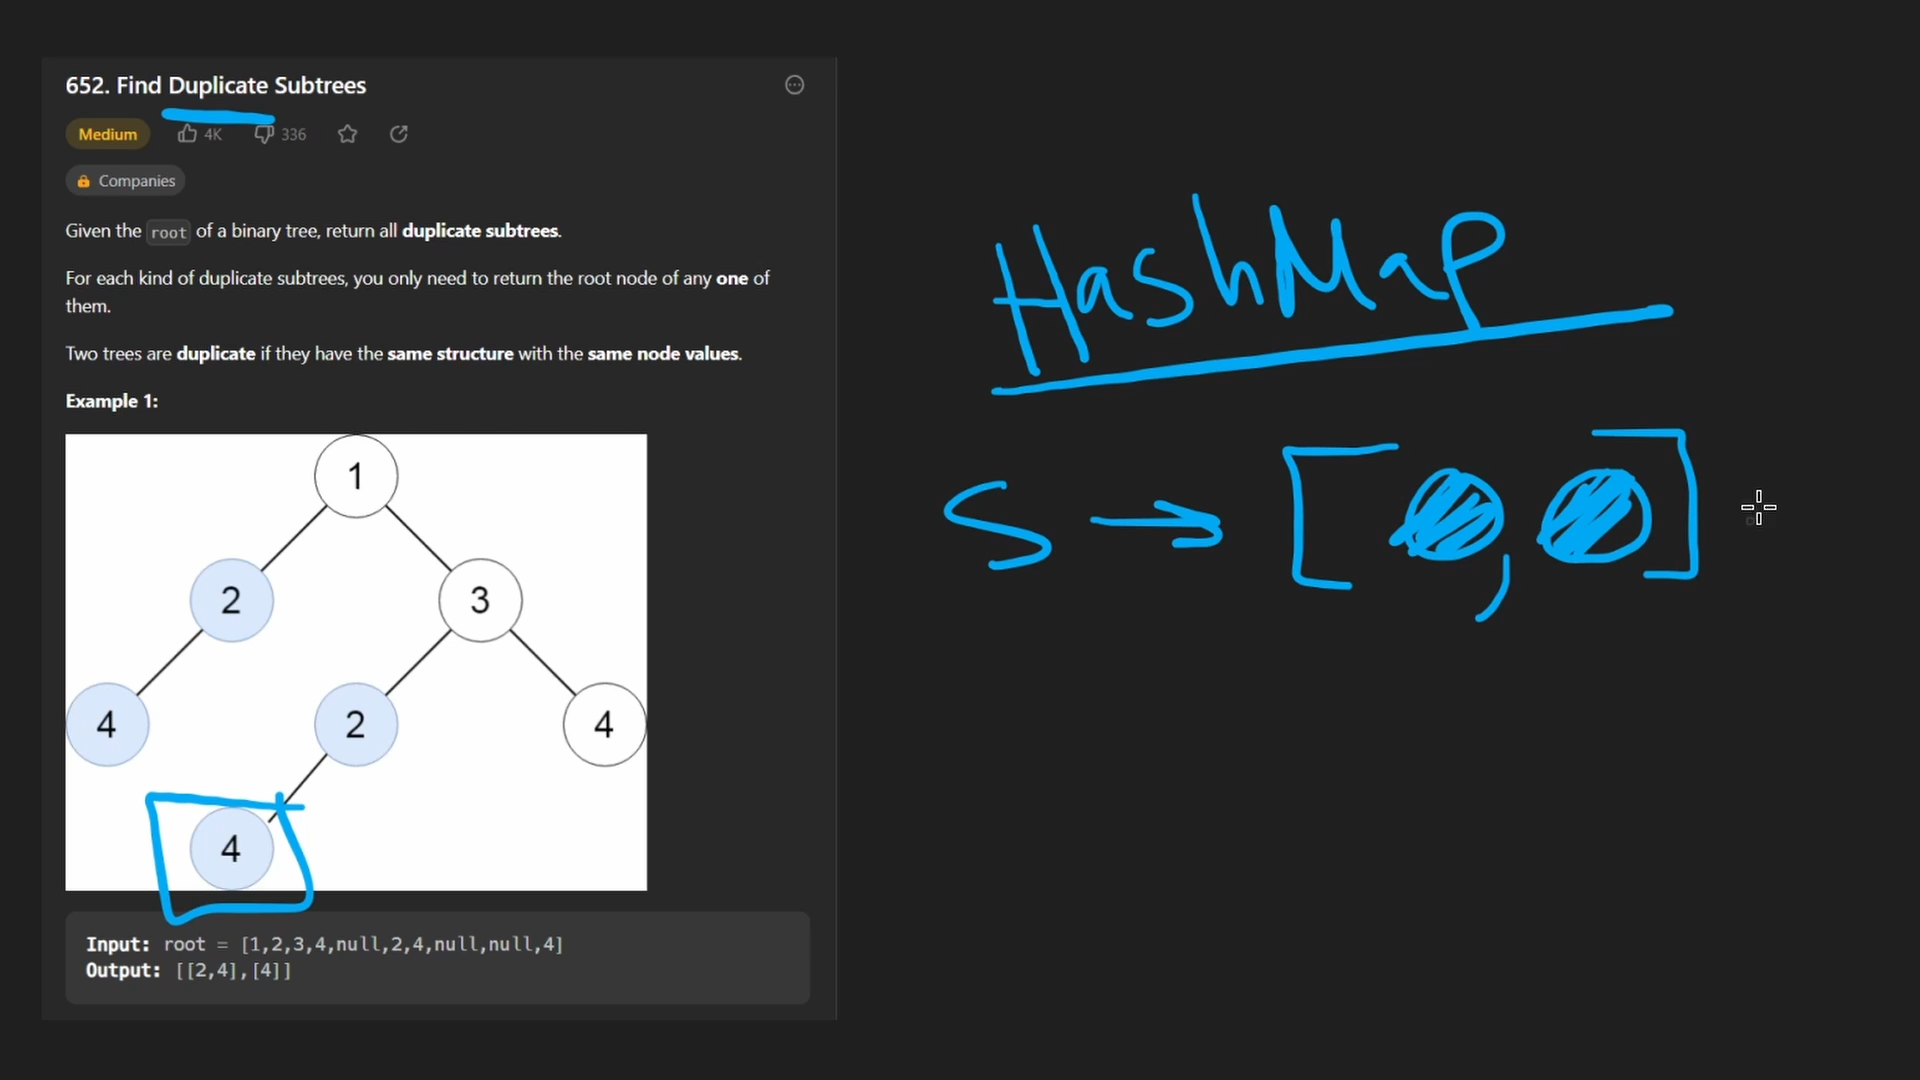 652. Find Duplicate Subtrees
Medium 4K 336
Companies
Given the root of a binary tree, return all duplicate subtrees.
For each kind of duplicate subtrees, you only need to return the root node of any one of
them.
Two trees are duplicate if they have the same structure with the same node values.
Example 1:
1
2 3
4 2 4
4
Input: root = [1,2,3,4,null,2,4,null,null,4]
Output: [[2,4],[4]]
HashMap
S → [ , ]